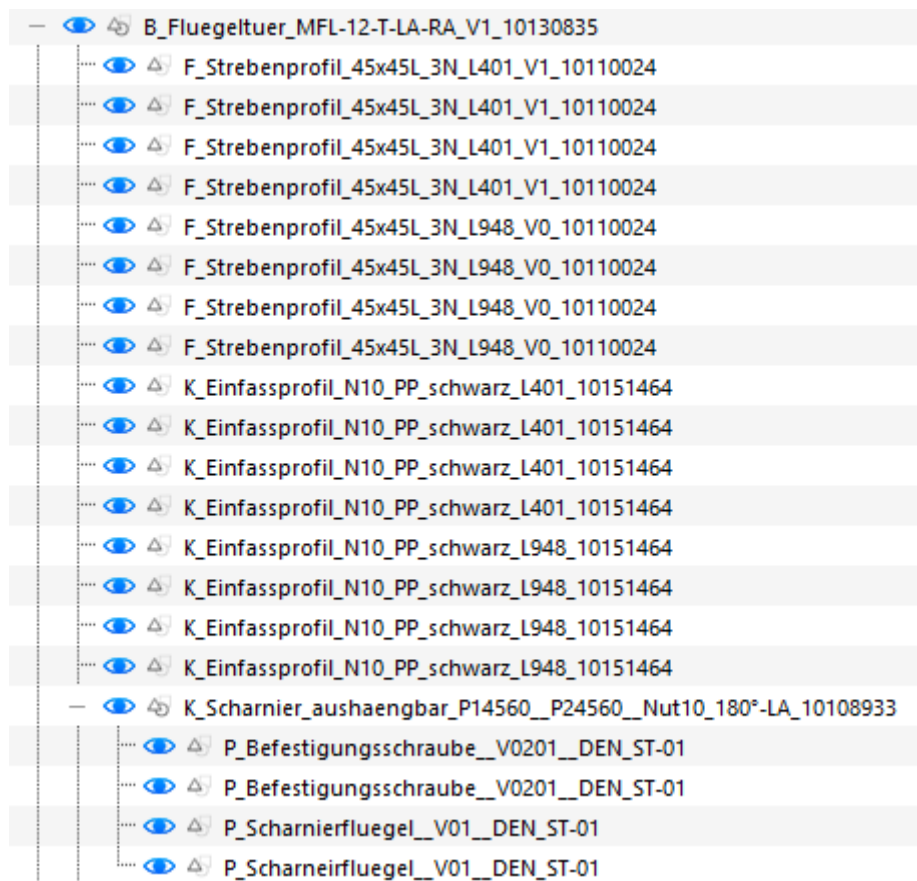 B_Fluegeltuer_MFL-12-T-LA-RA_V1_10130835
F_Strebenprofil_45x45L_3N_L401_V1_10110024
F_Strebenprofil_45x45L_3N_L401_V1_10110024
F_Strebenprofil_45x45L_3N_L401_V1_10110024
F_Strebenprofil_45x45L_3N_L401_V1_10110024
F_Strebenprofil_45x45L_3N_L948_V0_10110024
F_Strebenprofil_45x45L_3N_L948_V0_10110024
F_Strebenprofil_45x45L_3N_L948_V0_10110024
F_Strebenprofil_45x45L_3N_L948_V0_10110024
K_Einfassprofil_N10_PP_schwarz_L401_10151464
K_Einfassprofil_N10_PP_schwarz_L401_10151464
K_Einfassprofil_N10_PP_schwarz_L401_10151464
K_Einfassprofil_N10_PP_schwarz_L401_10151464
K_Einfassprofil_N10_PP_schwarz_L948_10151464
K_Einfassprofil_N10_PP_schwarz_L948_10151464
K_Einfassprofil_N10_PP_schwarz_L948_10151464
K_Einfassprofil_N10_PP_schwarz_L948_10151464
K_Scharnier_aushaengbar_P14560__P24560__Nut10_180°-LA_10108933
P_Befestigungsschraube__V0201__DEN_ST-01
P_Befestigungsschraube__V0201__DEN_ST-01
P_Scharnierfluegel__V01__DEN_ST-01
P_Scharneirfluegel__V01__DEN_ST-01